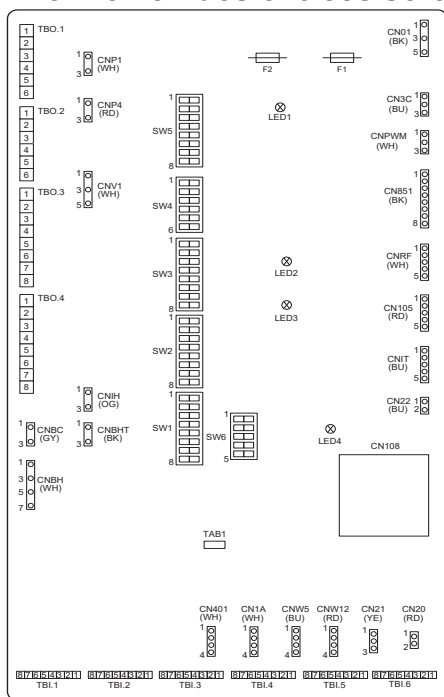 TBO.1
1
2
3
4
5
6
TBO.2
1
2
3
4
5
6
TBO.3
1
2
3
4
5
6
7
8
TBO.4
1
2
3
4
5
6
7
8
CNP1
(WH)
1
3
CNP4
(RD)
1
3
CNV1
(WH)
1
3
5
CNIH
(OG)
1
3
CNBC
(GY)
1
3
CNBHT
(BK)
1
3
CNBH
(WH)
1
3
5
7
SW5
1
8
SW4
1
6
SW3
1
8
SW2
1
8
SW1
1
8
SW6
1
5
F2
F1
LED1
LED2
LED3
LED4
CN01
(BK)
1
3
5
CN3C
(BU)
1
3
CNPWM
(WH)
1
3
CN851
(BK)
1
8
CNRF
(WH)
1
5
CN105
(RD)
1
5
CNIT
(BU)
1
5
CN22
(BU)
1
2
CN108
TAB1
CN401
(WH)
1
4
CN1A
(WH)
1
4
CNW5
(BU)
1
4
CNW12
(RD)
1
4
CN21
(YE)
1
3
CN20
(RD)
1
2
8 7 6 5 4 3 2 1
TBI.1
8 7 6 5 4 3 2 1
TBI.2
8 7 6 5 4 3 2 1
TBI.3
8 7 6 5 4 3 2 1
TBI.4
8 7 6 5 4 3 2 1
TBI.5
8 7 6 5 4 3 2 1
TBI.6